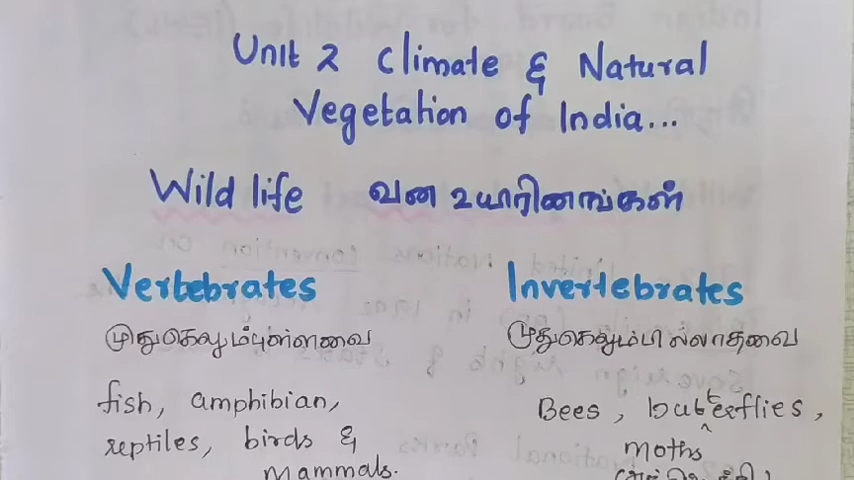 Unit 2 Climate & Natural
Vegetation of India...
Wild life வன உயாரினங்கள்
Vertebrates
முதுகெலும்புள்ளவை
fish, amphibian,
reptiles, birds &
Mammals.
Invertebrates
முதுகெலும்பில்லாதவை
Bees, butterflies,
Moths